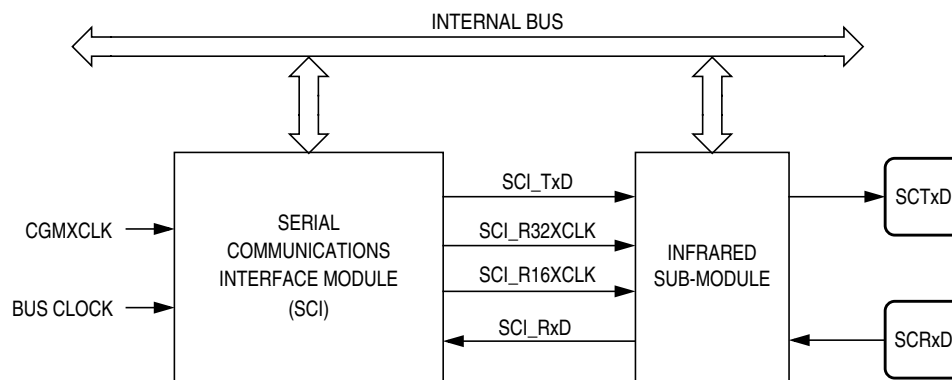 INTERNAL BUS
SCI_TxD
SCTxD
CGMXCLK
SERIAL
COMMUNICATIONS
INTERFACE MODULE
(SCI)
SCI_R32XCLK
INFRARED
SUB-MODULE
SCI_R16XCLK
BUS CLOCK
SCI_RxD
SCRxD